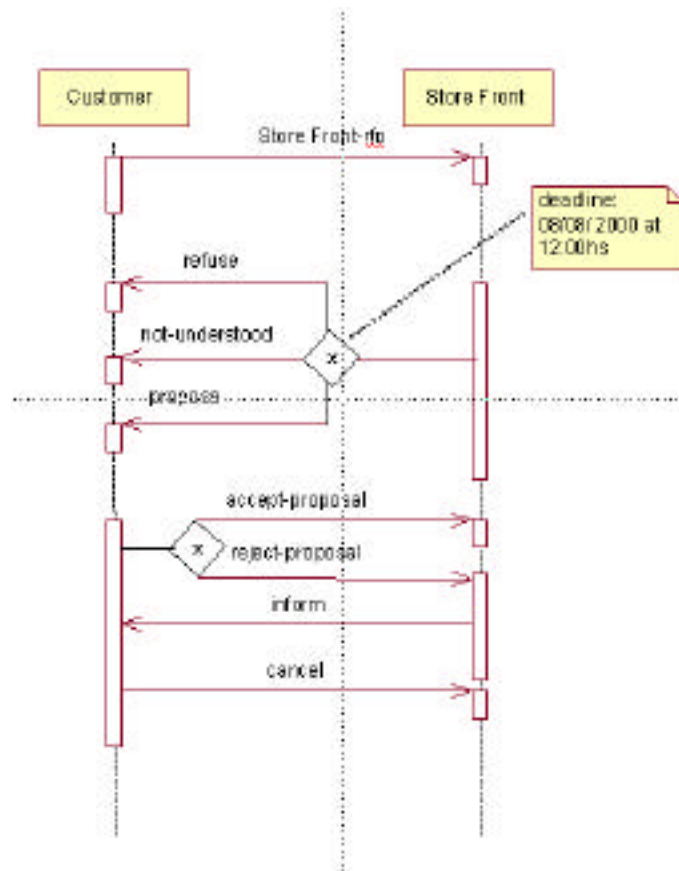 Customer
Store Front
Store Front-rfp
deadline:
08/08/2000 at
12:00hs
refuse
not-understood
x
propose
accept-proposal
x
reject-proposal
inform
cancel